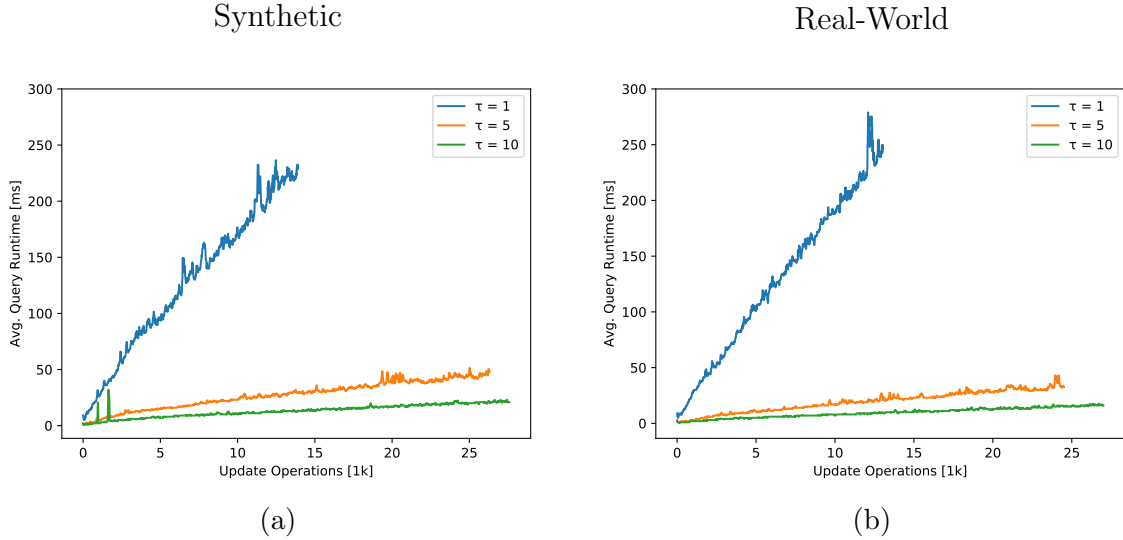 Synthetic
Real-World
300
250
200
150
100
50
0
Avg. Query Runtime [ms]
τ = 1
τ = 5
τ = 10
0 5 10 15 20 25
Update Operations [1k]
(a)
300
250
200
150
100
50
0
Avg. Query Runtime [ms]
τ = 1
τ = 5
τ = 10
0 5 10 15 20 25
Update Operations [1k]
(b)